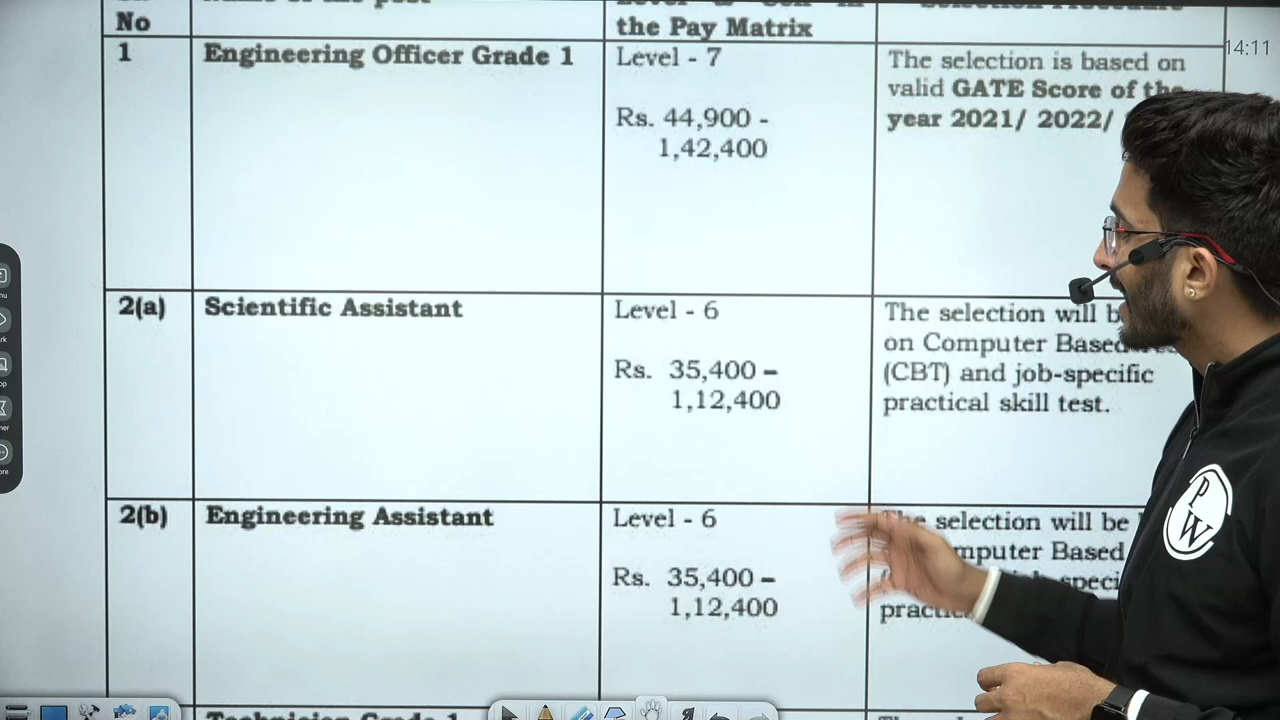 No
the Pay Matrix
1
Engineering Officer Grade 1
Level - 7
Rs. 44,900 -
1,42,400
The selection is based on
valid GATE Score of the
year 2021/ 2022/
14:11
2(a)
Scientific Assistant
Level - 6
Rs. 35,400 –
1,12,400
The selection will
on Computer Based
(CBT) and job-specific
practical skill test.
2(b)
Engineering Assistant
Level - 6
Rs. 35,400 –
1,12,400
The selection will be
Based
PW